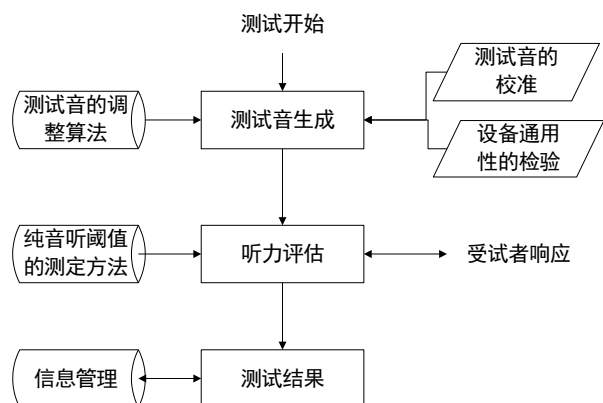 测试开始
测试音的
校准
测试音的调
整算法
测试音生成
设备通用
性的检验
纯音听阈值
的测定方法
听力评估
受试者响应
信息管理
测试结果